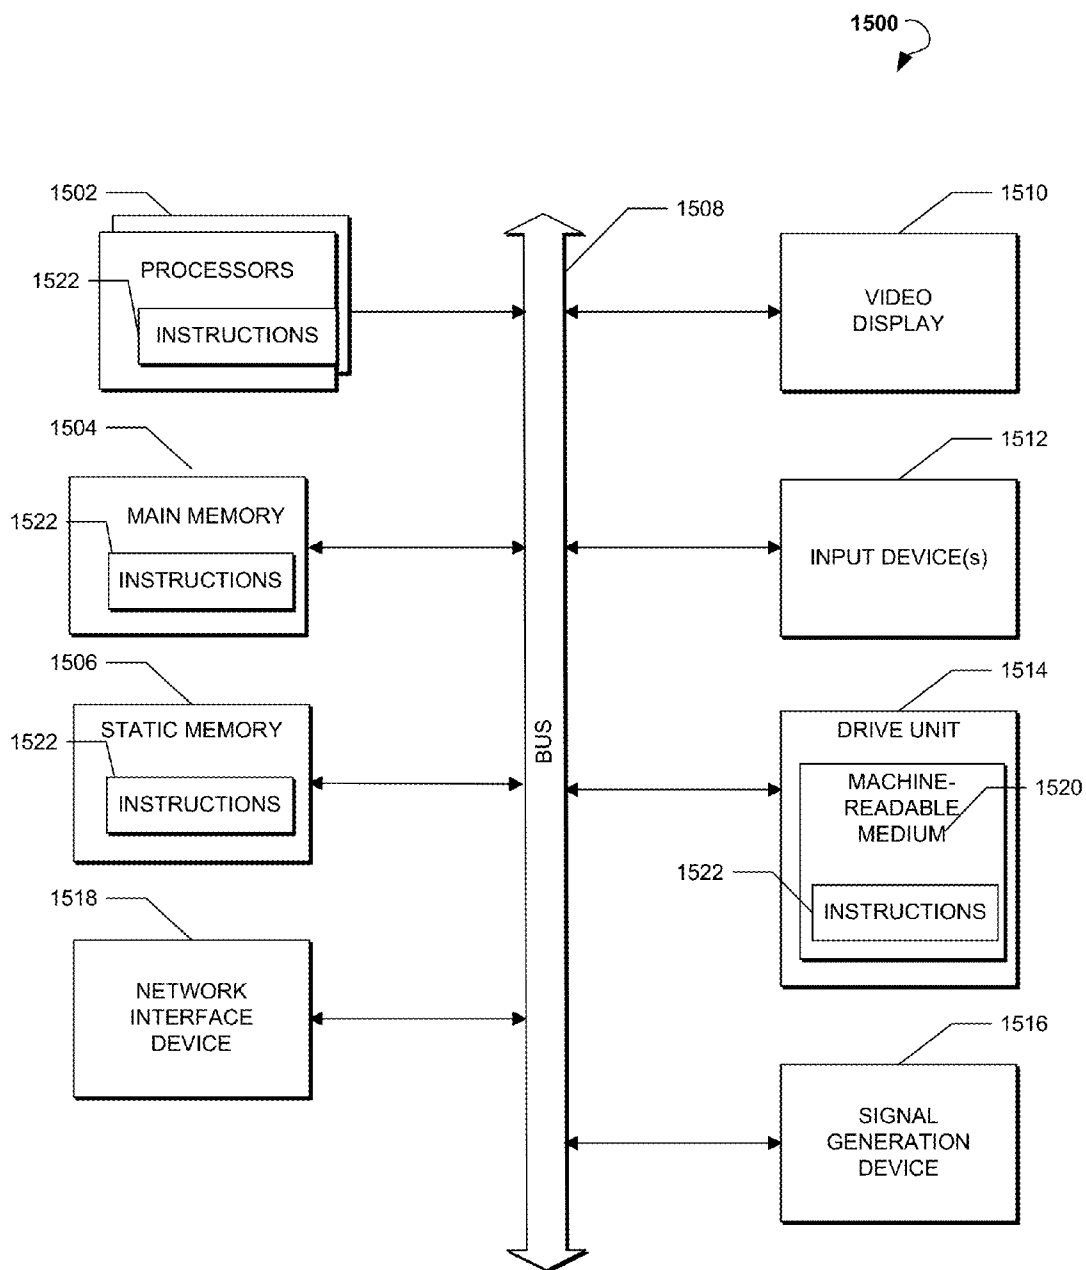 1500
1502
PROCESSORS
1522
INSTRUCTIONS
1504
MAIN MEMORY
1522
INSTRUCTIONS
1506
STATIC MEMORY
1522
INSTRUCTIONS
1518
NETWORK
INTERFACE
DEVICE
1508
BUS
1510
VIDEO
DISPLAY
1512
INPUT DEVICE(s)
1514
DRIVE UNIT
MACHINE-
READABLE
MEDIUM
1520
1522
INSTRUCTIONS
1516
SIGNAL
GENERATION
DEVICE